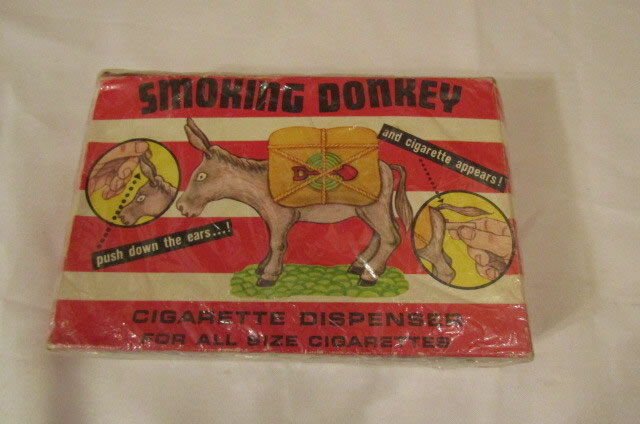 SMOKING DONKEY
and cigarette appears!
push down the ears...!
CIGARETTE DISPENSER
FOR ALL SIZE CIGARETTES